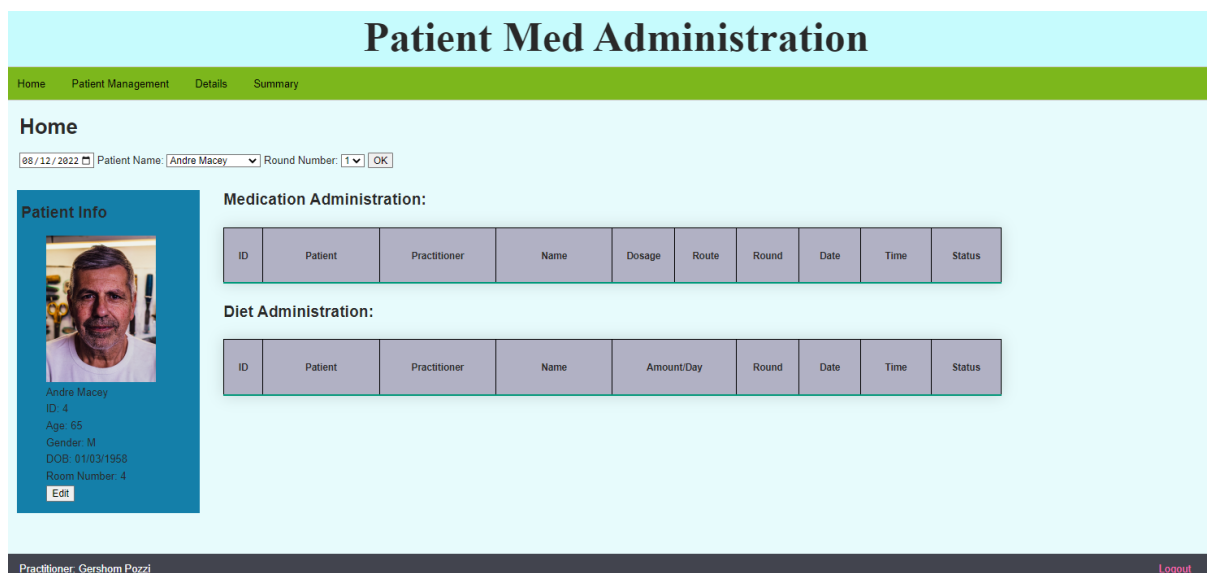 Patient Med Administration
Home Patient Management Details Summary
Home
08/12/2022 Patient Name: Andre Macey Round Number: 1 OK
Patient Info
Andre Macey
ID: 4
Age: 65
Gender: M
DOB: 01/03/1958
Room Number: 4
Edit
Medication Administration:
ID Patient Practitioner Name Dosage Route Round Date Time Status
Diet Administration:
ID Patient Practitioner Name Amount/Day Round Date Time Status
Practitioner: Gershom Pozzi Logout